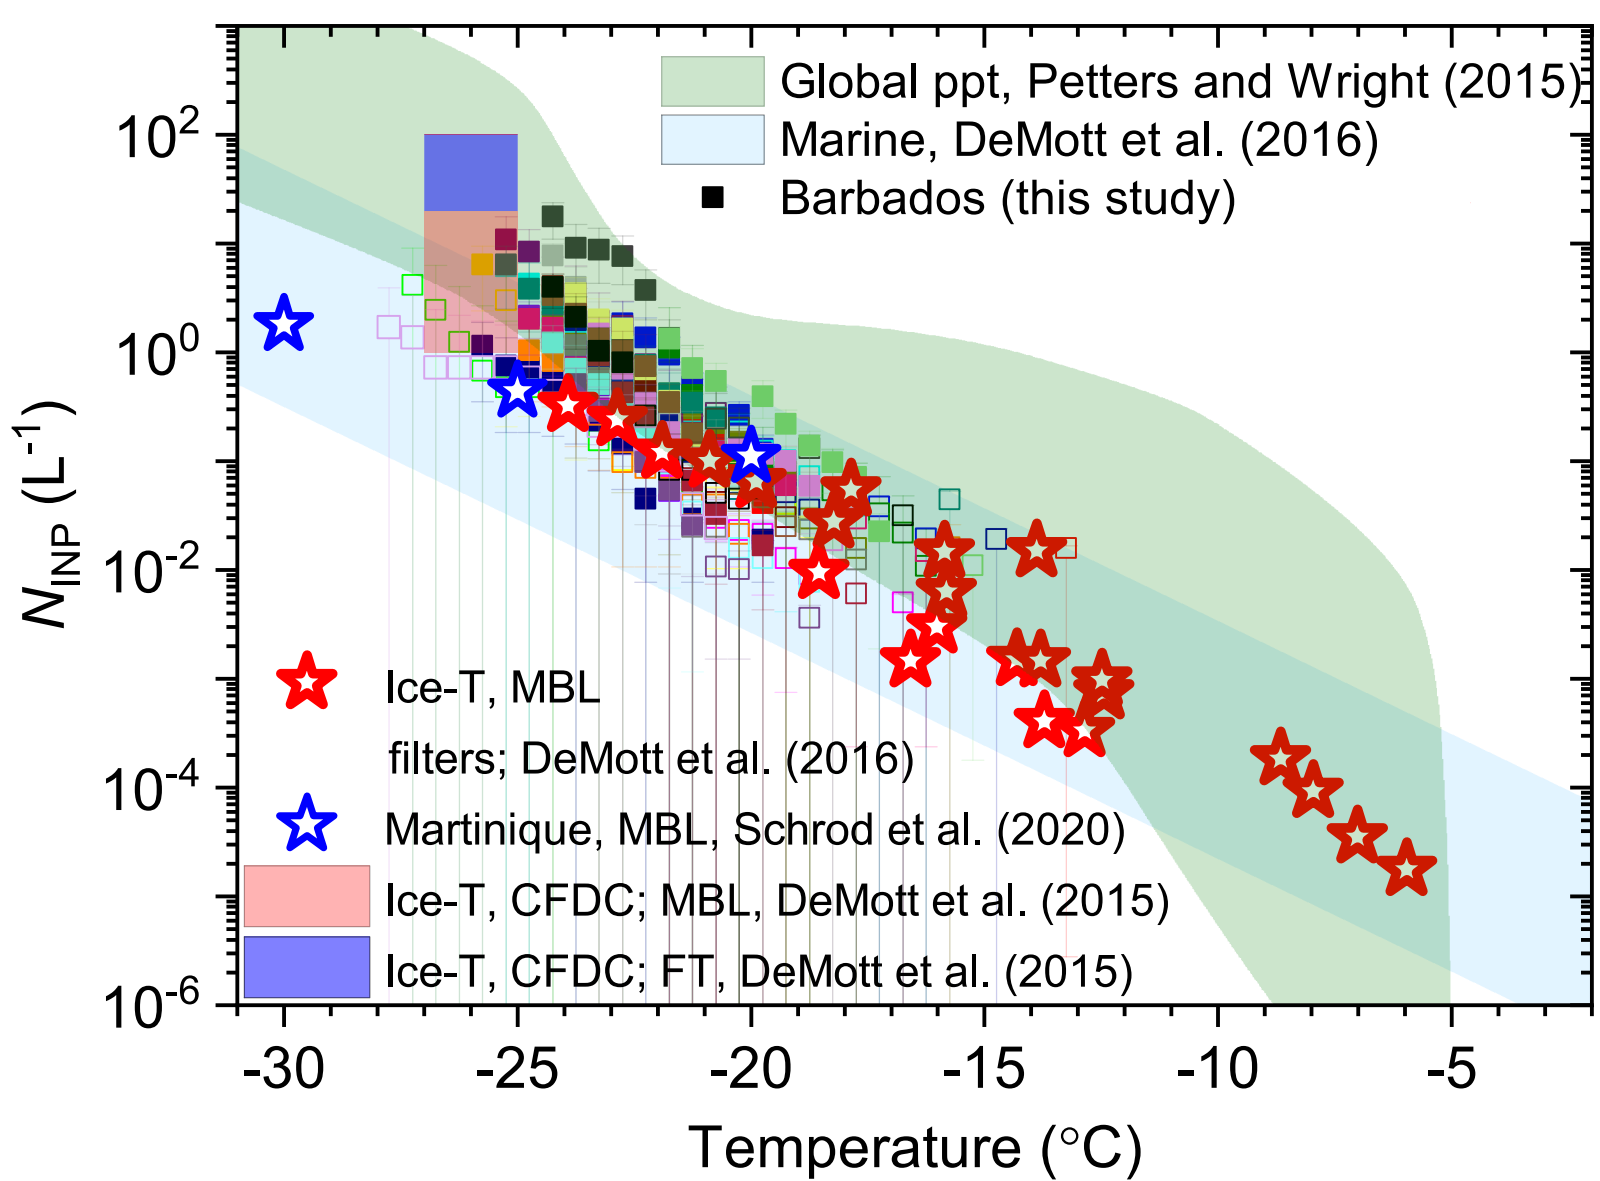 Global ppt, Petters and Wright (2015)
Marine, DeMott et al. (2016)
Barbados (this study)
10²
10⁰
10⁻²
10⁻⁴
10⁻⁶
N_INP (L⁻¹)
Ice-T, MBL
filters; DeMott et al. (2016)
Martinique, MBL, Schrod et al. (2020)
Ice-T, CFDC; MBL, DeMott et al. (2015)
Ice-T, CFDC; FT, DeMott et al. (2015)
-30 -25 -20 -15 -10 -5
Temperature (°C)